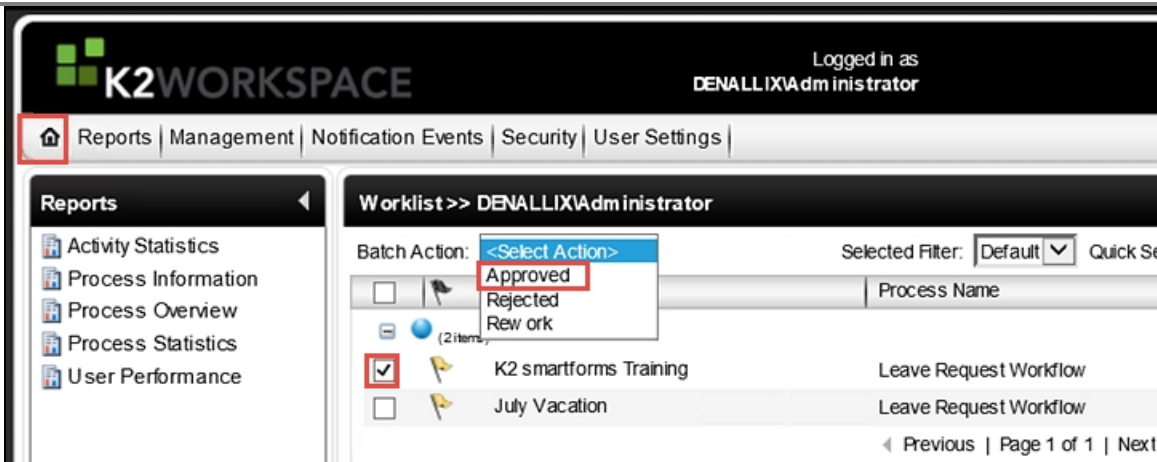 K2WORKSPACE
Logged in as
DENALLIX\Administrator
Reports | Management | Notification Events | Security | User Settings |
Reports
Activity Statistics
Process Information
Process Overview
Process Statistics
User Performance
Worklist >> DENALLIX\Administrator
Batch Action: <Select Action> Selected Filter: Default Quick Se
Approved
Rejected
Rework
Process Name
(2 items)
K2 smartforms Training Leave Request Workflow
July Vacation Leave Request Workflow
Previous | Page 1 of 1 | Next